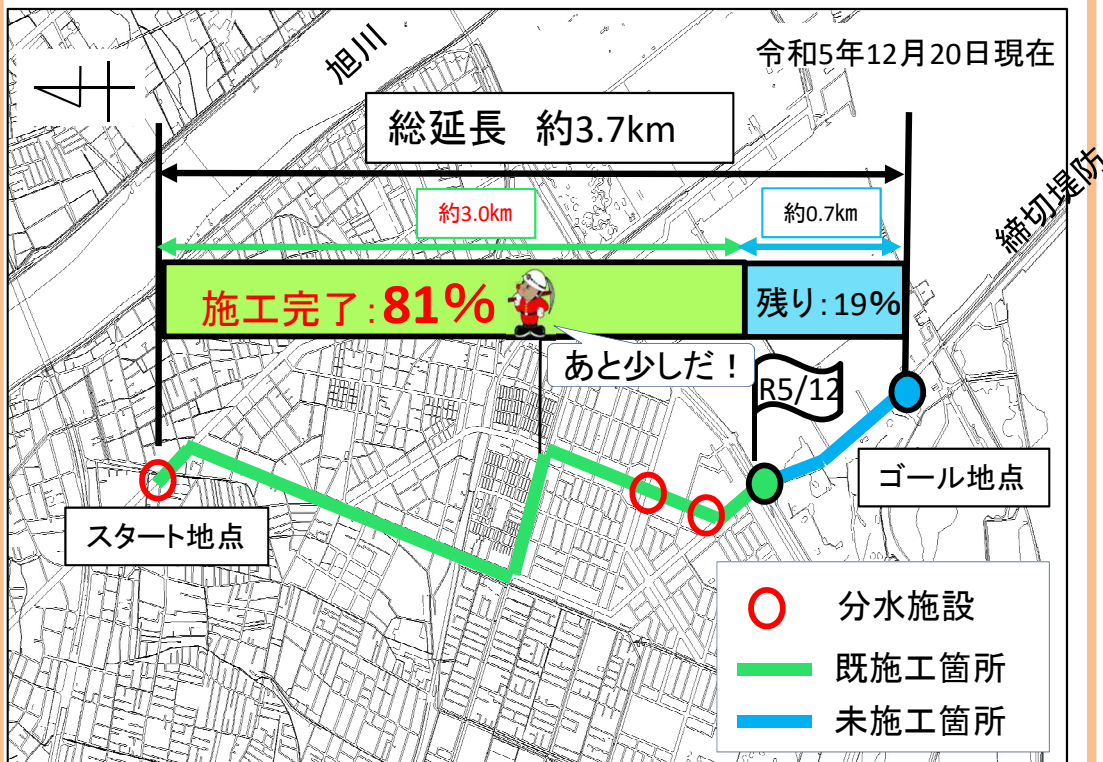 令和5年12月20日現在
旭川
総延長 約3.7km
締切堤防
約3.0km
約0.7km
施工完了：81%
残り：19%
あと少しだ！
R5/12
ゴール地点
スタート地点
分水施設
既施工箇所
未施工箇所